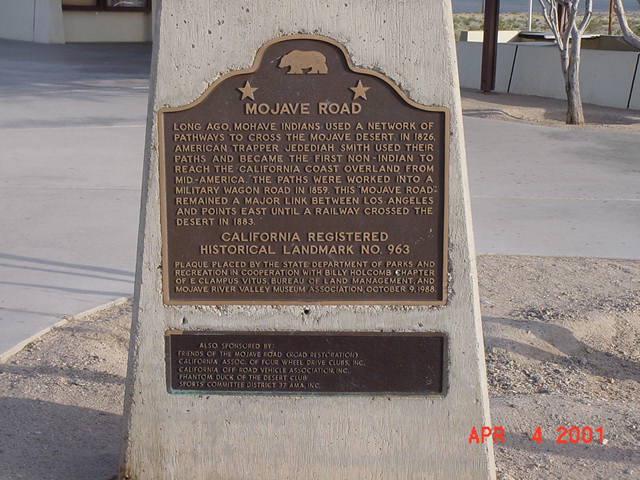 MOJAVE ROAD
LONG AGO, MOHAVE INDIANS USED A NETWORK OF
PATHWAYS TO CROSS THE MOJAVE DESERT. IN 1826,
AMERICAN TRAPPER JEDEDIAH SMITH USED THEIR
PATHS AND BECAME THE FIRST NON-INDIAN TO
REACH THE CALIFORNIA COAST OVERLAND FROM
MID-AMERICA. THE PATHS WERE WORKED INTO A
MILITARY WAGON ROAD IN 1859. THIS "MOJAVE ROAD"
REMAINED A MAJOR LINK BETWEEN LOS ANGELES
AND POINTS EAST UNTIL A RAILWAY CROSSED THE
DESERT IN 1883.
CALIFORNIA REGISTERED
HISTORICAL LANDMARK NO. 963
PLAQUE PLACED BY THE STATE DEPARTMENT OF PARKS AND
RECREATION IN COOPERATION WITH BILLY HOLCOMB CHAPTER
OF E CLAMPUS VITUS, BUREAU OF LAND MANAGEMENT, AND
MOJAVE RIVER VALLEY MUSEUM ASSOCIATION, OCTOBER 9, 1988.
ALSO SPONSORED BY:
FRIENDS OF THE MOJAVE ROAD (ROAD RESTORATION)
CALIFORNIA ASSOC. OF FOUR WHEEL DRIVE CLUBS, INC.
CALIFORNIA OFF ROAD VEHICLE ASSOCIATION, INC.
PHANTOM DUCK OF THE DESERT CLUB
SPORTS COMMITTEE DISTRICT 37 AMA, INC.
APR 4 2001